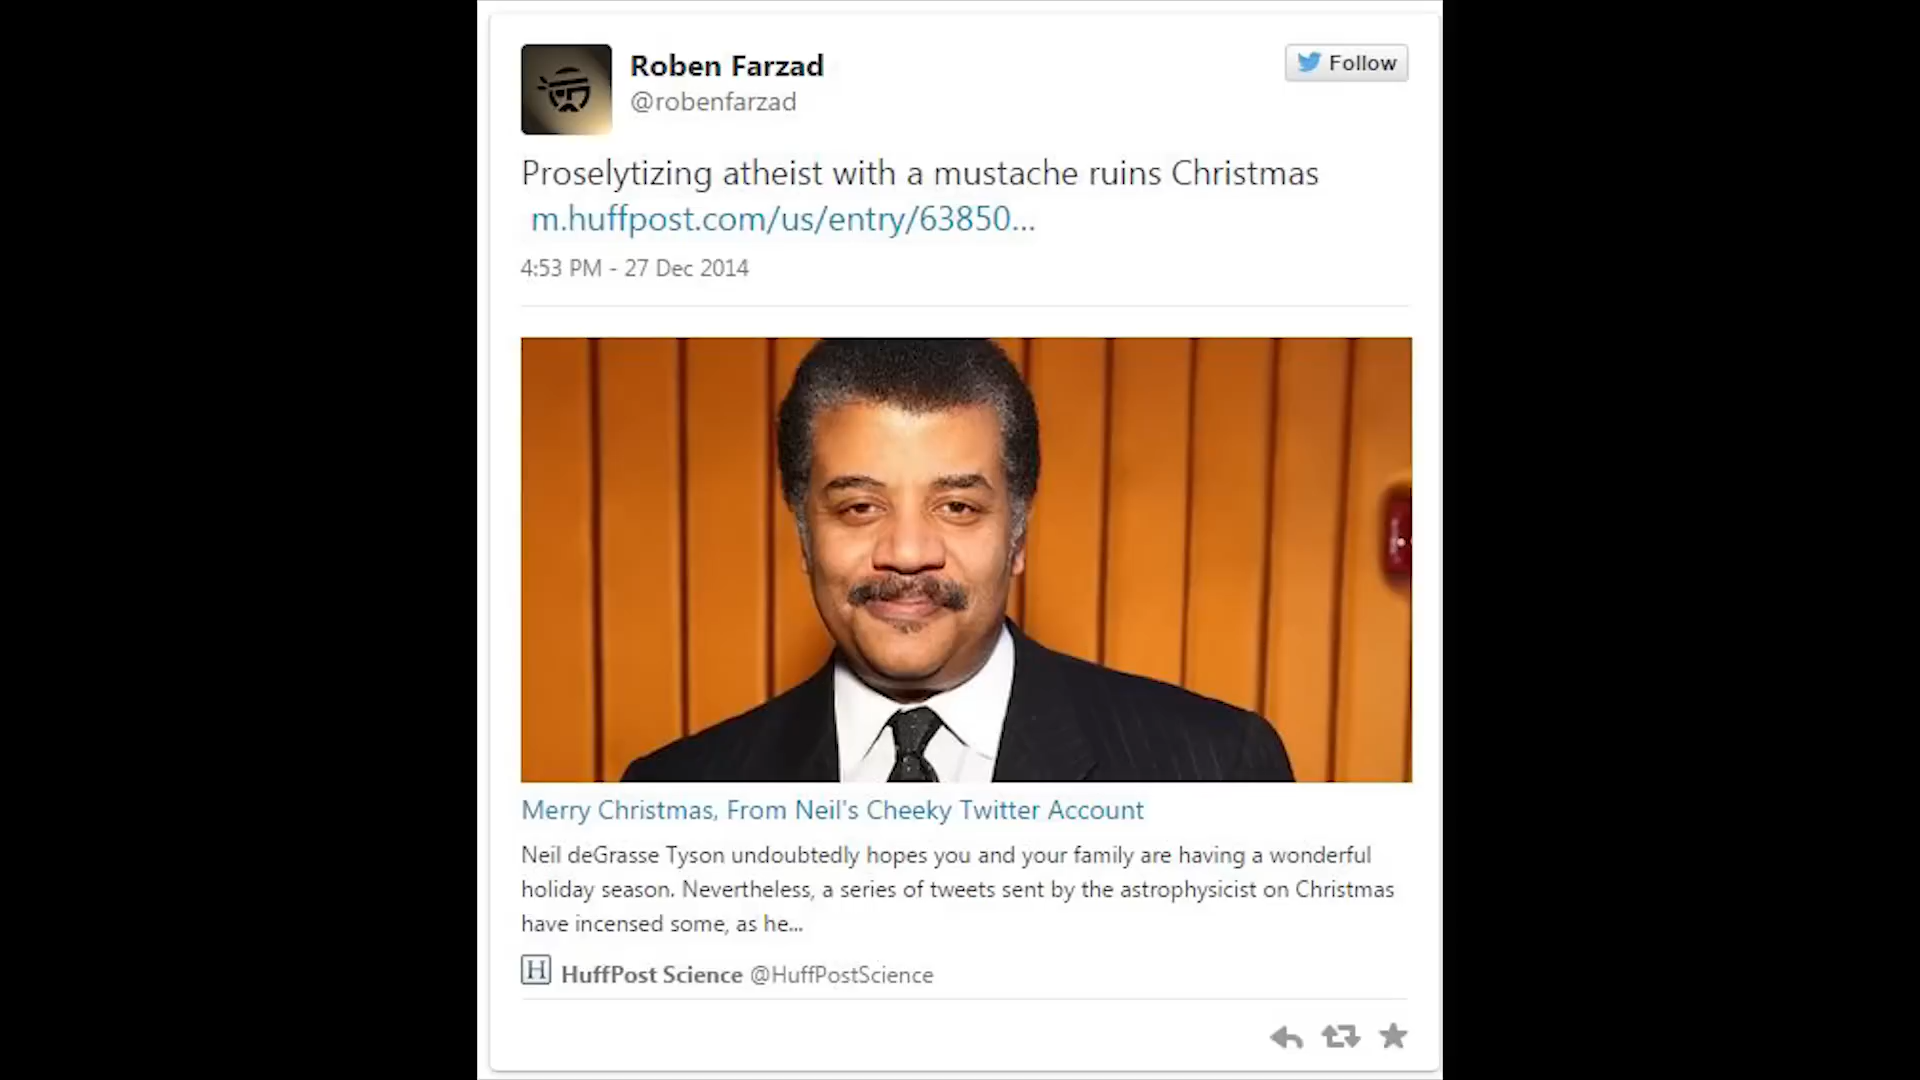 Roben Farzad
@robenfarzad
Follow
Proselytizing atheist with a mustache ruins Christmas
m.huffpost.com/us/entry/63850...
4:53 PM - 27 Dec 2014
Merry Christmas, From Neil's Cheeky Twitter Account
Neil deGrasse Tyson undoubtedly hopes you and your family are having a wonderful
holiday season. Nevertheless, a series of tweets sent by the astrophysicist on Christmas
have incensed some, as he...
H HuffPost Science @HuffPostScience